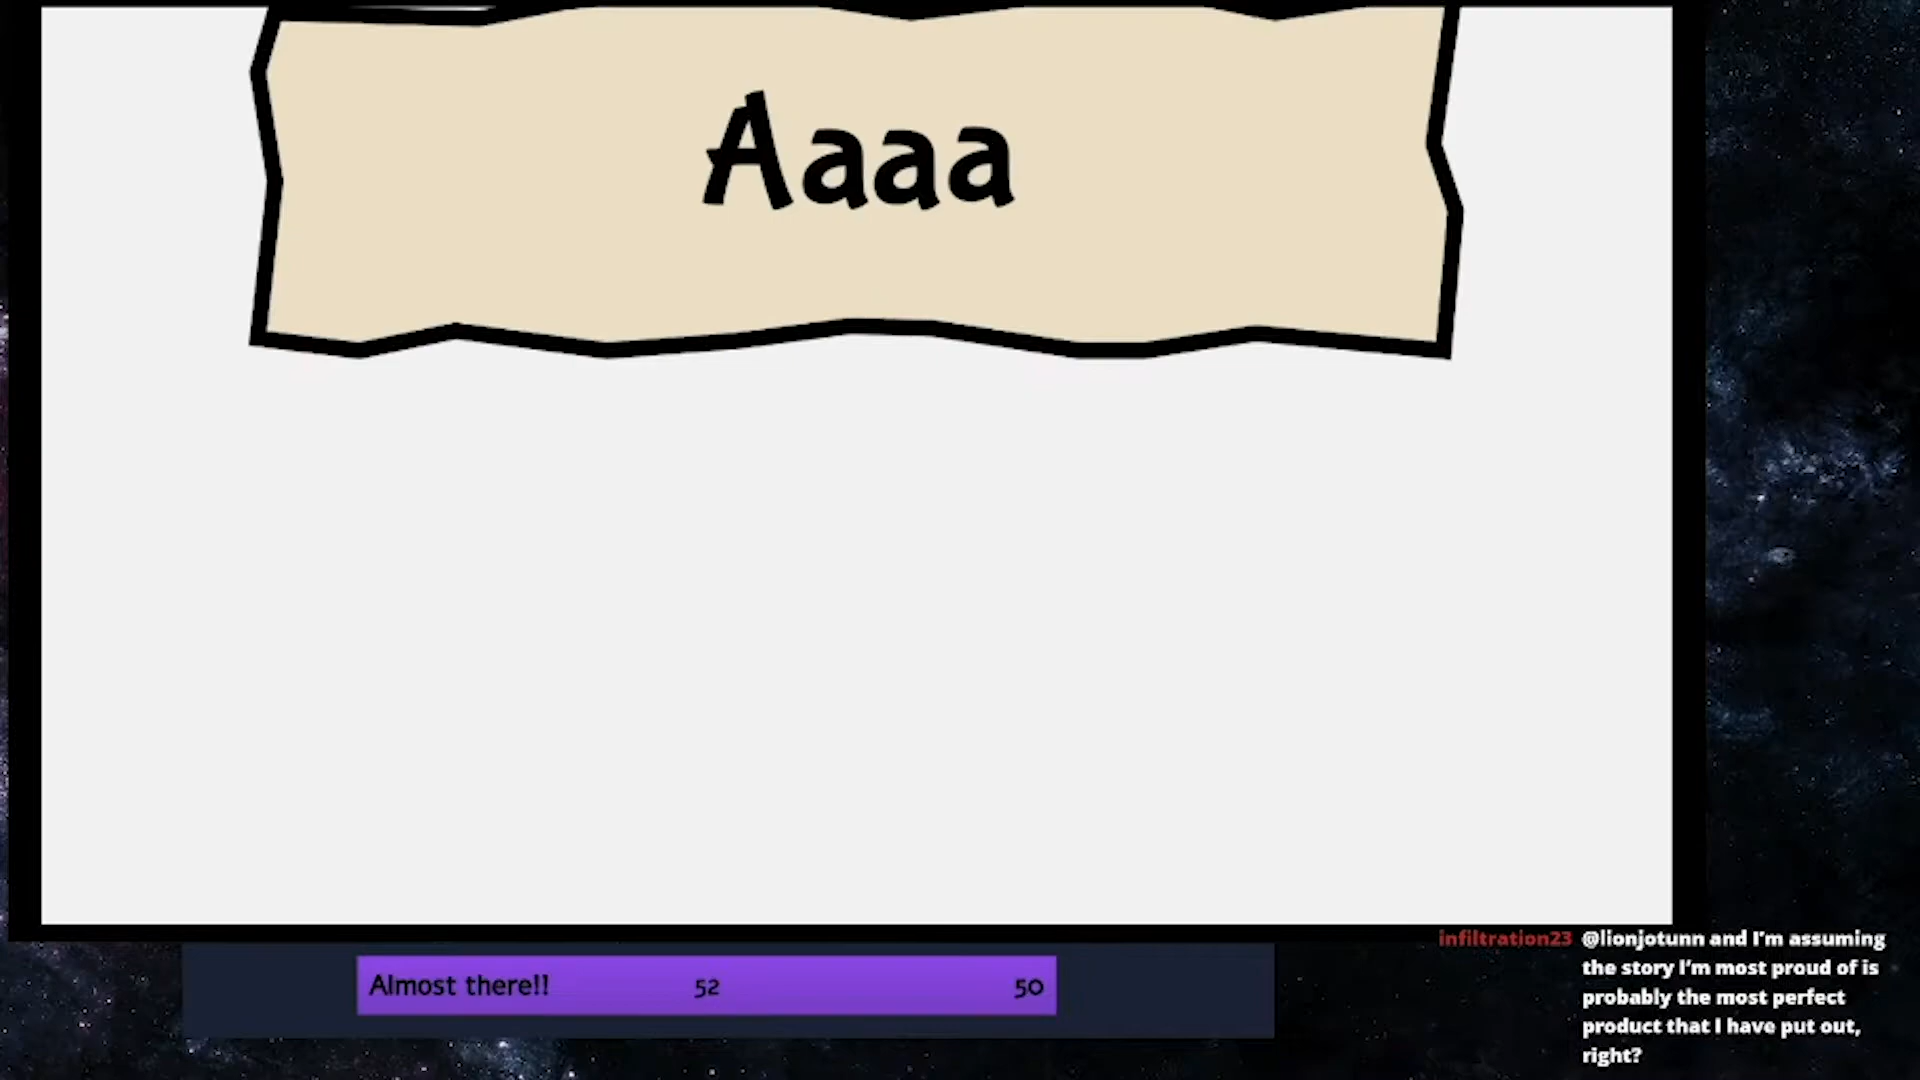 Aaaa
Almost there!! 52 50
infiltration23 @lionjotunn and I'm assuming
the story I'm most proud of is
probably the most perfect
product that I have put out,
right?